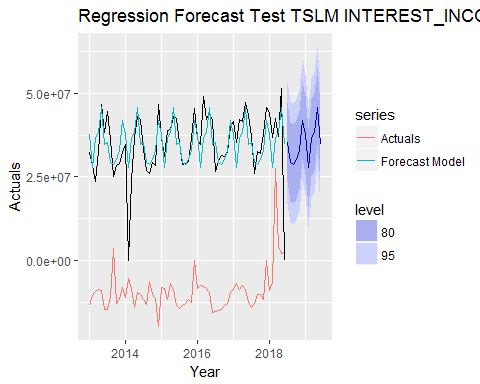 Regression Forecast Test TSLM INTEREST_INCO
5.0e+07
2.5e+07
0.0e+00
Actuals
2014
2016
2018
Year
series
Actuals
Forecast Model
level
80
95